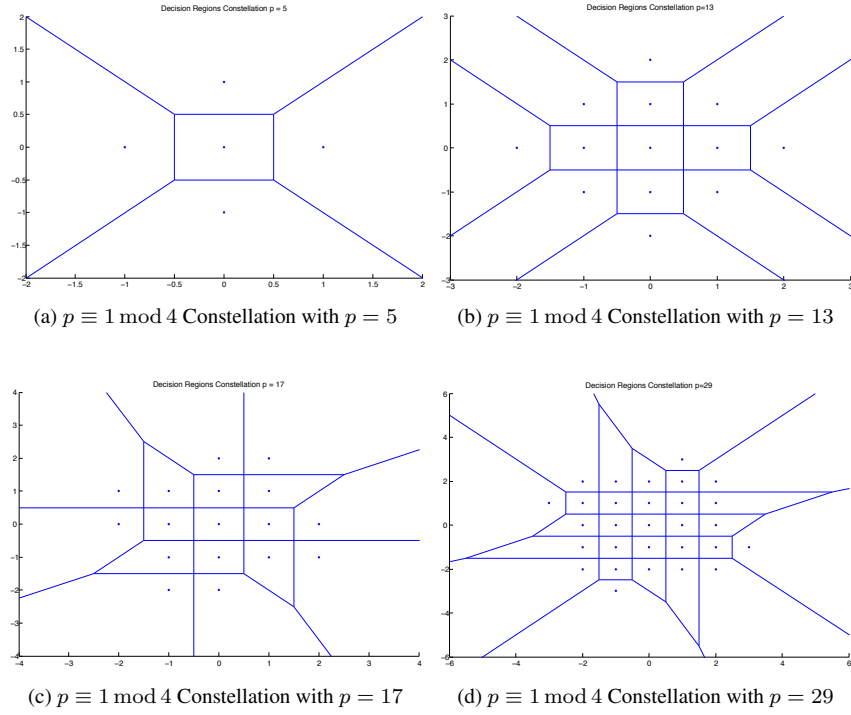 Decision Regions Constellation p = 5
2
1.5
1
0.5
0
−0.5
−1
−1.5
−2
−2 −1.5 −1 −0.5 0 0.5 1 1.5 2
(a) p ≡ 1 mod 4 Constellation with p = 5
Decision Regions Constellation p=13
3
2
1
0
−1
−2
−3
−3 −2 −1 0 1 2 3
(b) p ≡ 1 mod 4 Constellation with p = 13
Decision Regions Constellation p = 17
4
3
2
1
0
−1
−2
−3
−4
−4 −3 −2 −1 0 1 2 3 4
(c) p ≡ 1 mod 4 Constellation with p = 17
Decision Regions Constellation p=29
6
4
2
0
−2
−4
−6
−6 −4 −2 0 2 4 6
(d) p ≡ 1 mod 4 Constellation with p = 29